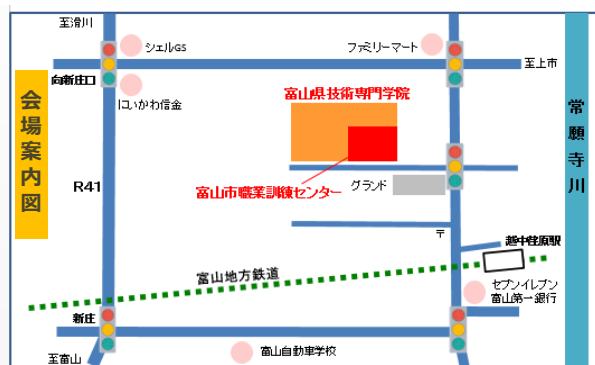 至滑川
シェルGS
ファミリーマート
至上市
向新庄口
にいかわ信金
会場案内図
富山県技術専門学院
常願寺川
R41
富山市職業訓練センター
グランド
〒
越中荏原駅
富山地方鉄道
セブンイレブン
富山第一銀行
新庄
富山自動車学校
至富山